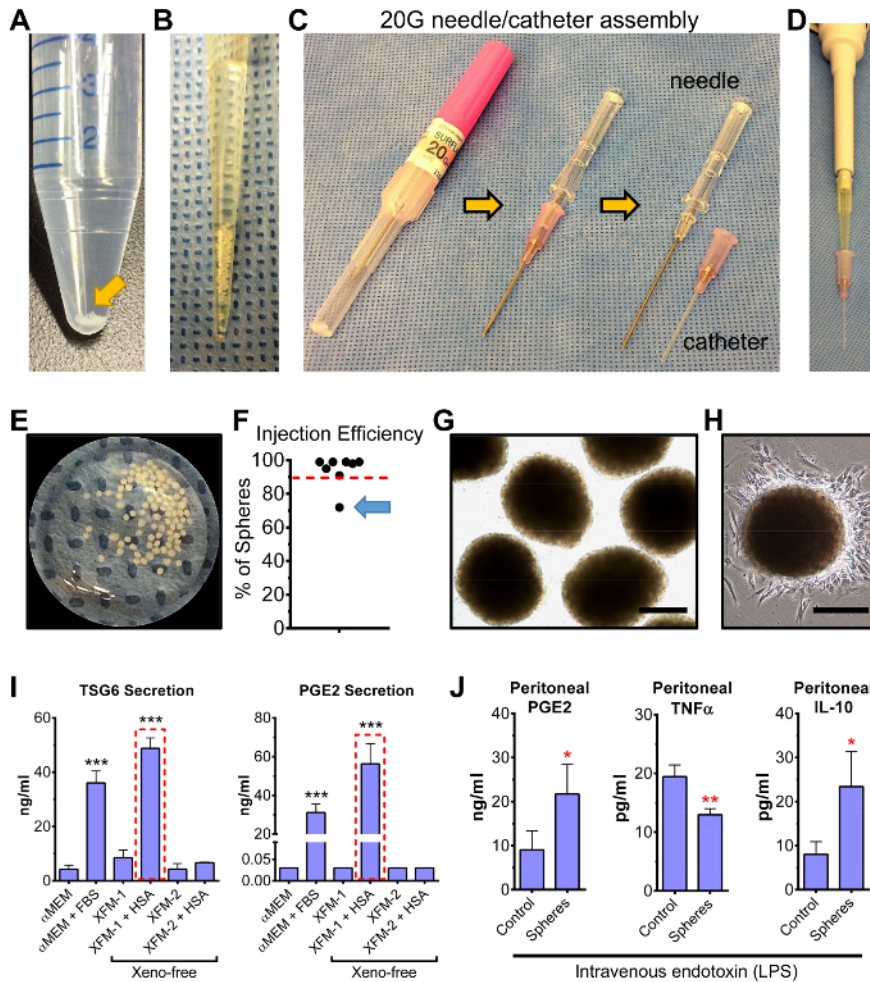 A
B
C
20G needle/catheter assembly
D
2
SURFL
20
needle
catheter
E
F
Injection Efficiency
% of Spheres
100
80
60
40
20
0
G
H
I
TSG6 Secretion
ng/ml
60
40
20
0
***
***
αMEM
αMEM + FBS
XFM-1
XFM-1 + HSA
XFM-2
XFM-2 + HSA
Xeno-free
PGE2 Secretion
ng/ml
80
60
40
20
0.05
0.00
***
***
αMEM
αMEM + FBS
XFM-1
XFM-1 + HSA
XFM-2
XFM-2 + HSA
Xeno-free
J
Peritoneal
PGE2
ng/ml
30
20
10
0
*
Control
Spheres
Peritoneal
TNFα
pg/ml
30
20
10
0
**
Control
Spheres
Peritoneal
IL-10
pg/ml
40
30
20
10
0
*
Control
Spheres
Intravenous endotoxin (LPS)